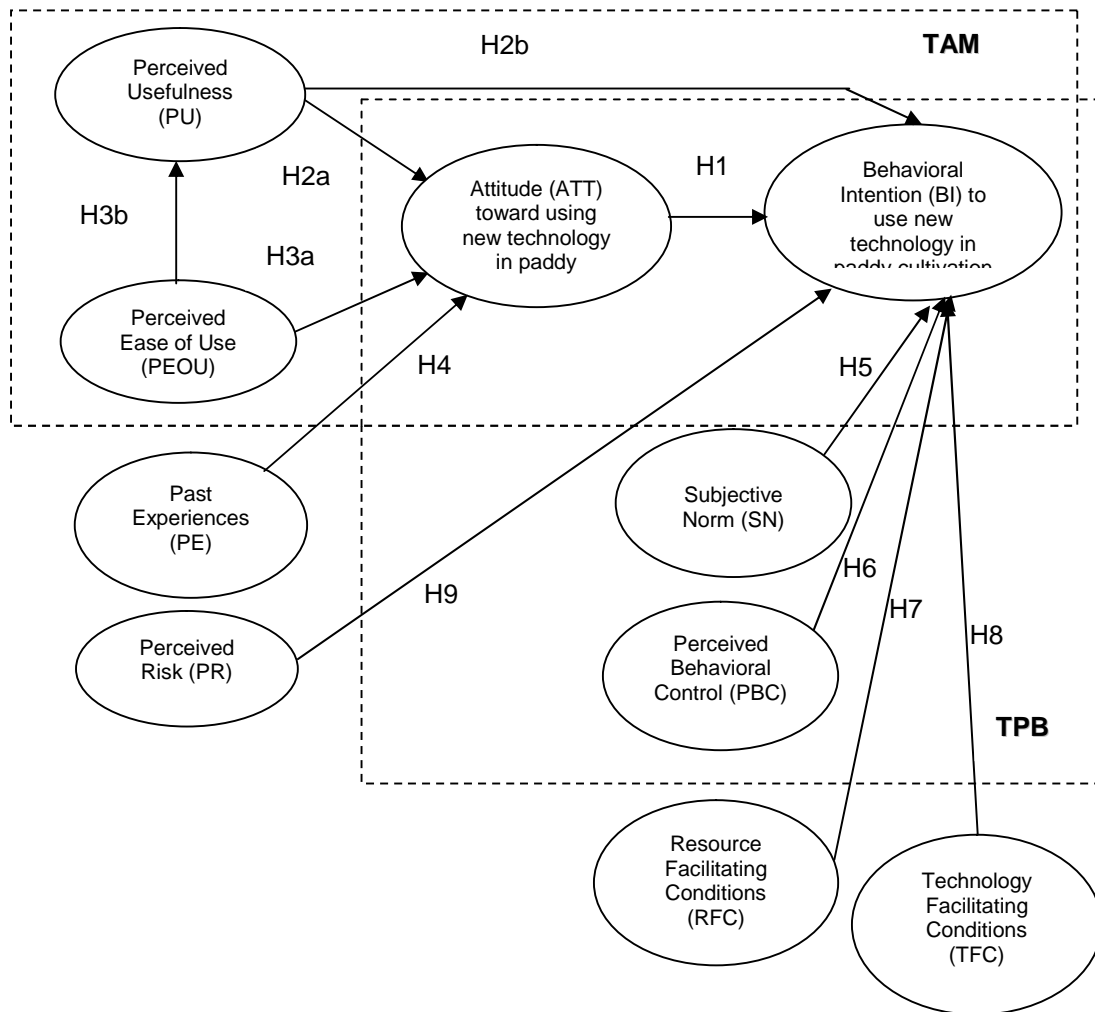 H2b
TAM
Perceived
Usefulness
(PU)
H2a
H1
Attitude (ATT)
toward using
new technology
in paddy
Behavioral
Intention (BI) to
use new
technology in
paddy cultivation
H3b
H3a
Perceived
Ease of Use
(PEOU)
H4
H5
Past
Experiences
(PE)
Subjective
Norm (SN)
H9
H6
H7
H8
Perceived
Risk (PR)
Perceived
Behavioral
Control (PBC)
TPB
Resource
Facilitating
Conditions
(RFC)
Technology
Facilitating
Conditions
(TFC)